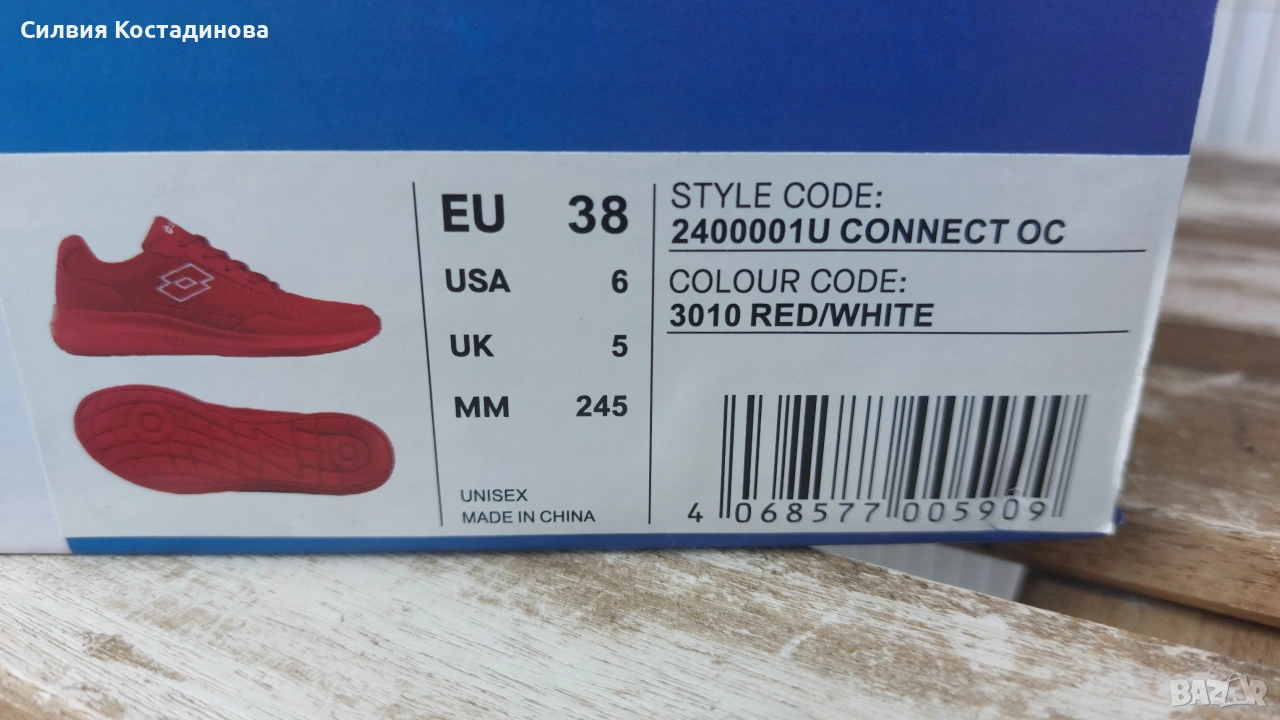 Силвия Костадинова
EU 38
USA 6
UK 5
MM 245
UNISEX
MADE IN CHINA
STYLE CODE:
2400001U CONNECT OC
COLOUR CODE:
3010 RED/WHITE
4 068577 005909
BAZAR